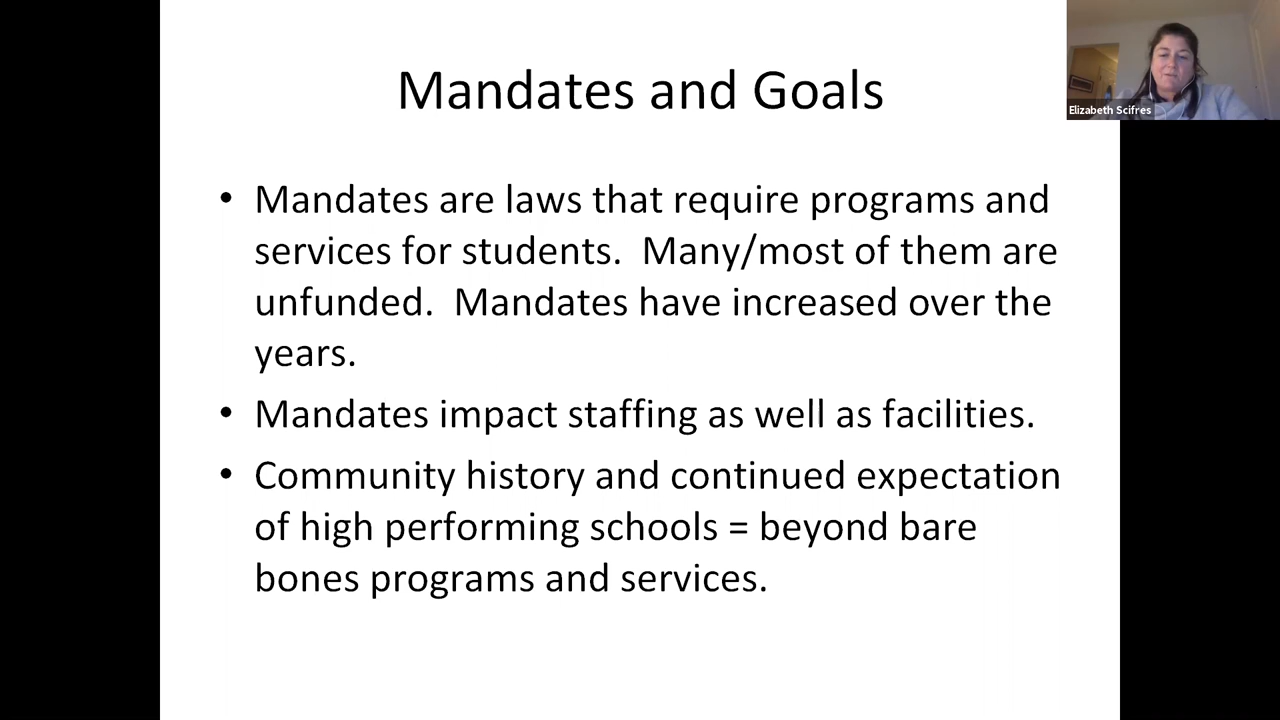 Mandates and Goals
Elizabeth Scifres
• Mandates are laws that require programs and
services for students.  Many/most of them are
unfunded.  Mandates have increased over the
years.
• Mandates impact staffing as well as facilities.
• Community history and continued expectation
of high performing schools = beyond bare
bones programs and services.